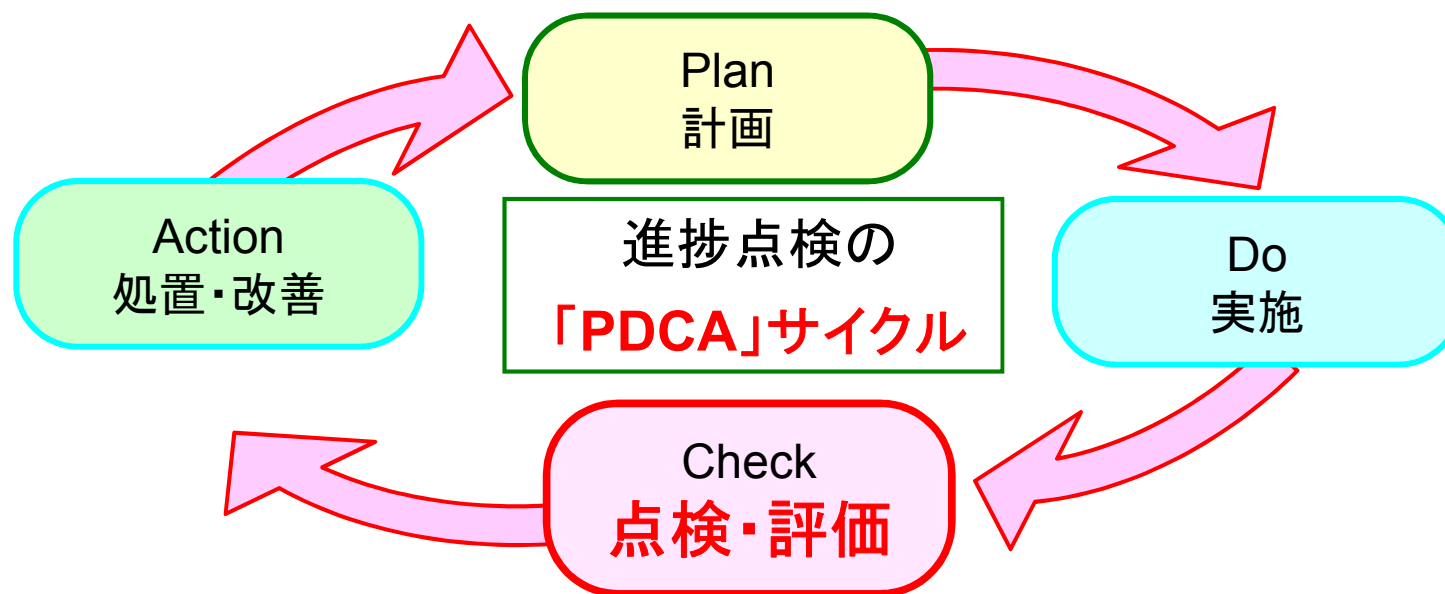 Plan
計画
Action
処置・改善
進捗点検の
「PDCA」サイクル
Do
実施
Check
点検・評価